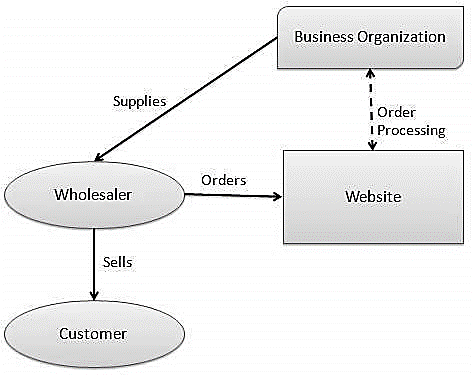 Business Organization
Supplies
Order
Processing
Wholesaler
Orders
Website
Sells
Customer